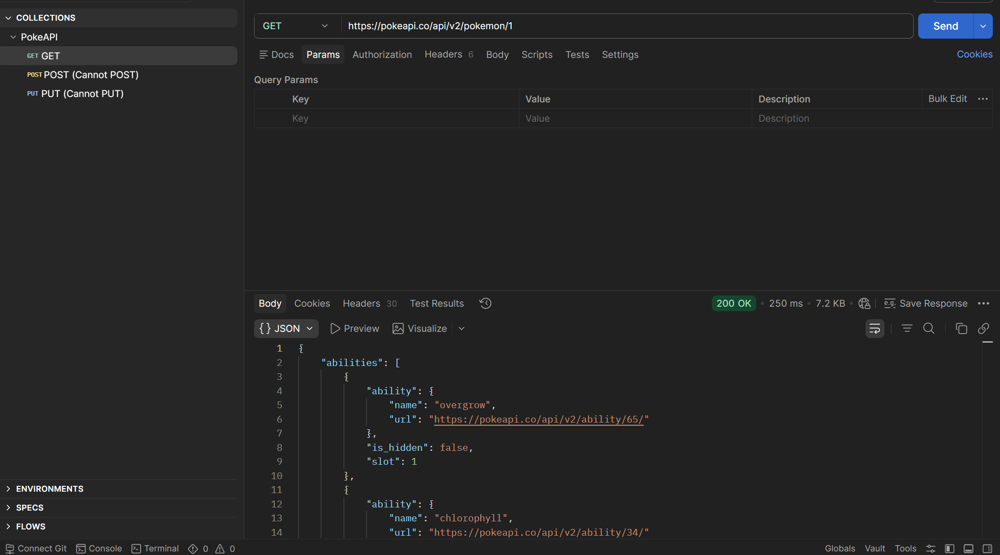 COLLECTIONS
PokeAPI
GET GET
POST POST (Cannot POST)
PUT PUT (Cannot PUT)
ENVIRONMENTS
SPECS
FLOWS
GET https://pokeapi.co/api/v2/pokemon/1 Send
Docs Params Authorization Headers 6 Body Scripts Tests Settings Cookies
Query Params
Key Value Description Bulk Edit
Key Value Description
Body Cookies Headers 30 Test Results 200 OK • 250 ms • 7.2 KB • e.g. Save Response
{} JSON Preview Visualize
1 {
2 "abilities": [
3 {
4 "ability": {
5 "name": "overgrow",
6 "url": "https://pokeapi.co/api/v2/ability/65/"
7 },
8 "is_hidden": false,
9 "slot": 1
10 },
11 {
12 "ability": {
13 "name": "chlorophyll",
14 "url": "https://pokeapi.co/api/v2/ability/34/"
Connect Git Console Terminal 0 0 Globals Vault Tools